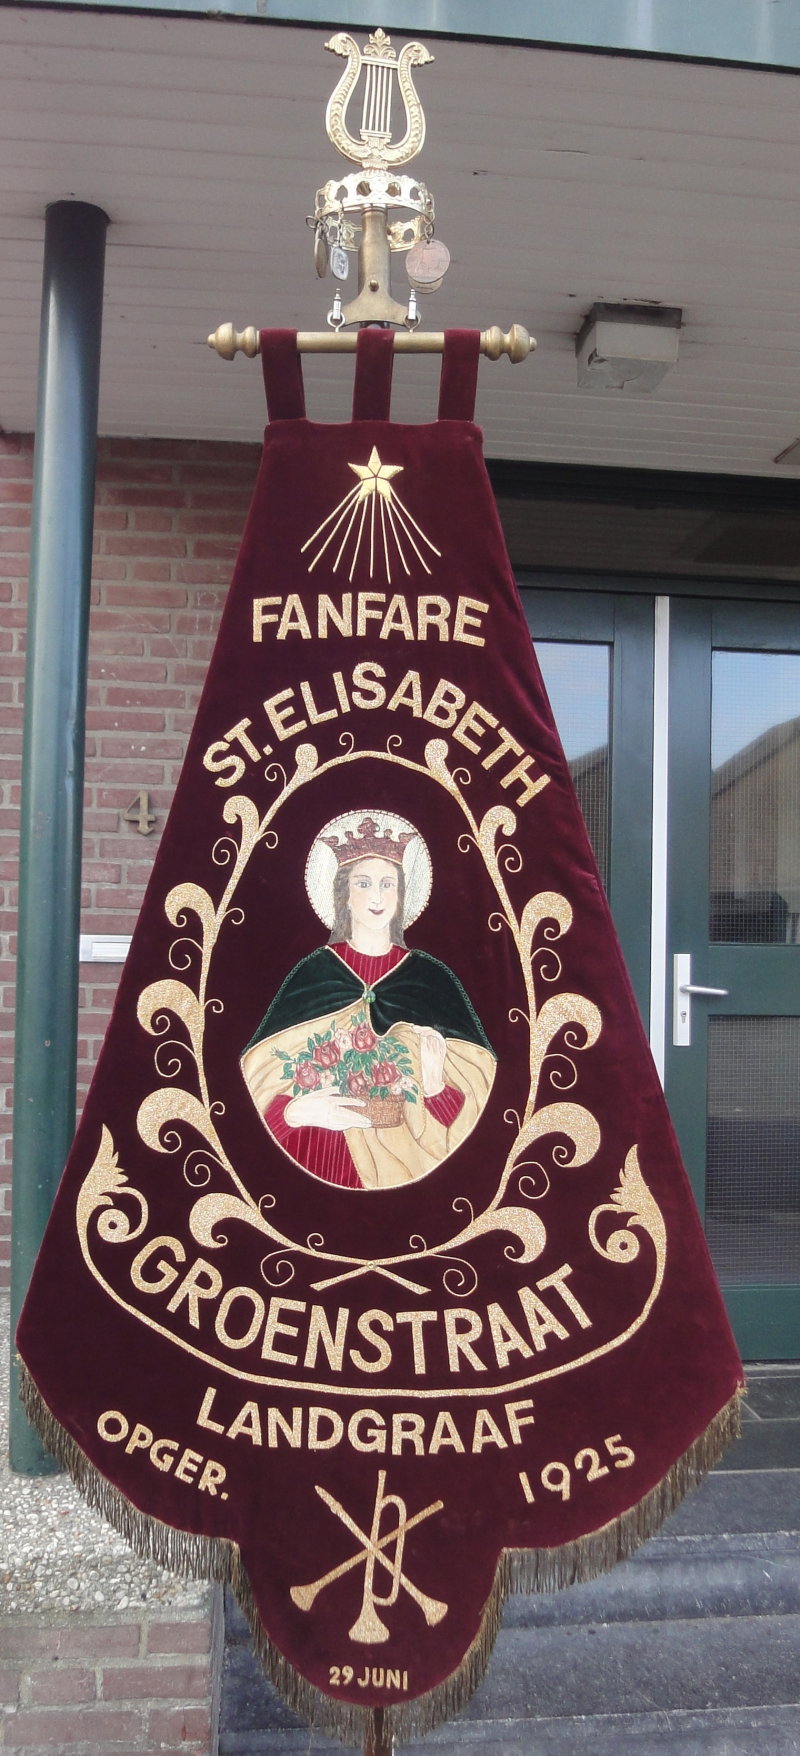 FANFARE
ST. ELISABETH
4
GROENSTRAAT
LANDGRAAF
OPGER. 1925
29 JUNI